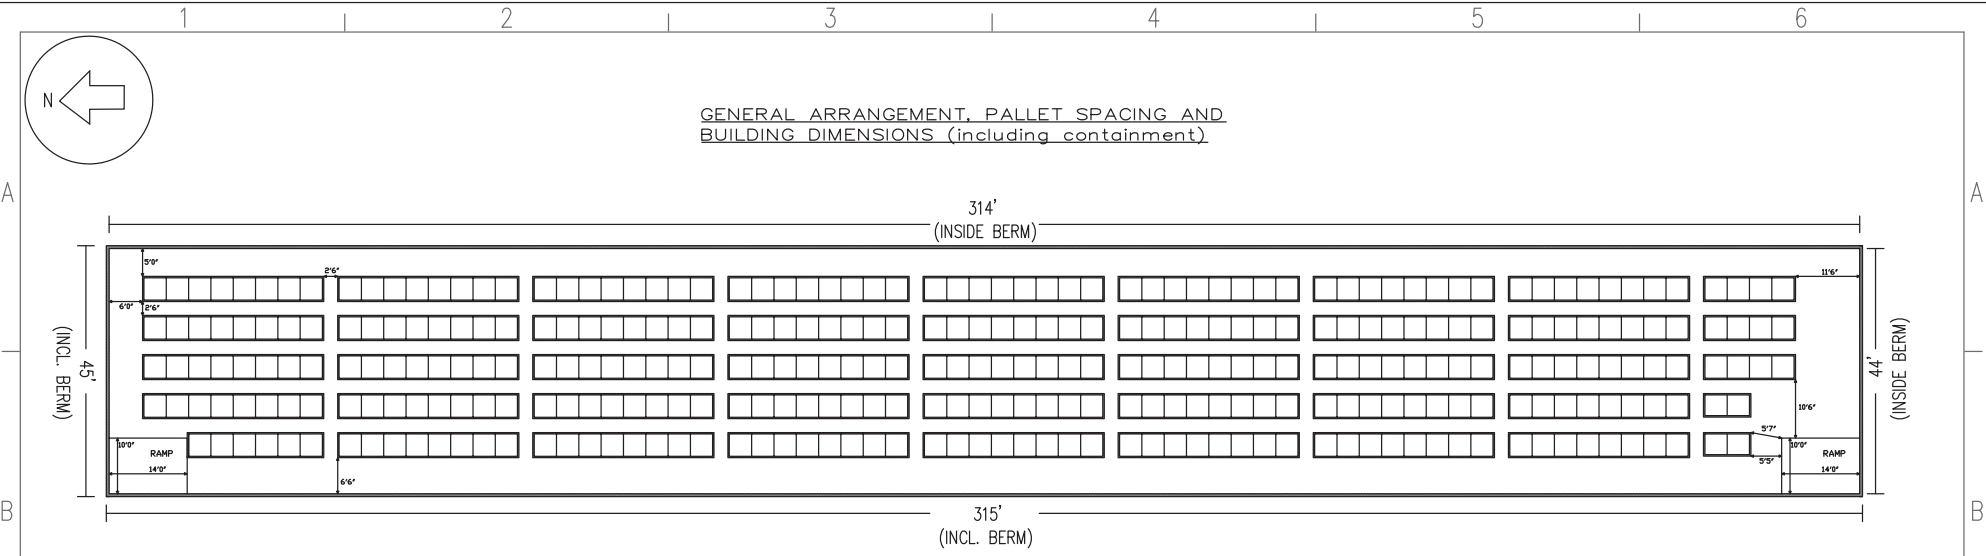 1 2 3 4 5 6
N
GENERAL ARRANGEMENT, PALLET SPACING AND
BUILDING DIMENSIONS (including containment)
A A
314'
(INSIDE BERM)
5'0"
2'6"
11'6"
6'0"
2'6"
45'
(INCL. BERM)
44'
(INSIDE BERM)
10'6"
5'7"
10'0"
RAMP
14'0"
6'6"
5'5"
10'0"
RAMP
14'0"
B B
315'
(INCL. BERM)